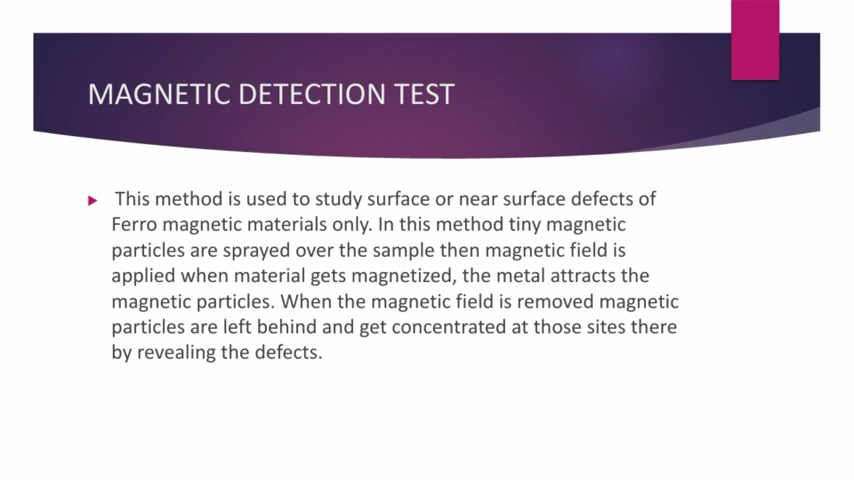 MAGNETIC DETECTION TEST
This method is used to study surface or near surface defects of
Ferro magnetic materials only. In this method tiny magnetic
particles are sprayed over the sample then magnetic field is
applied when material gets magnetized, the metal attracts the
magnetic particles. When the magnetic field is removed magnetic
particles are left behind and get concentrated at those sites there
by revealing the defects.